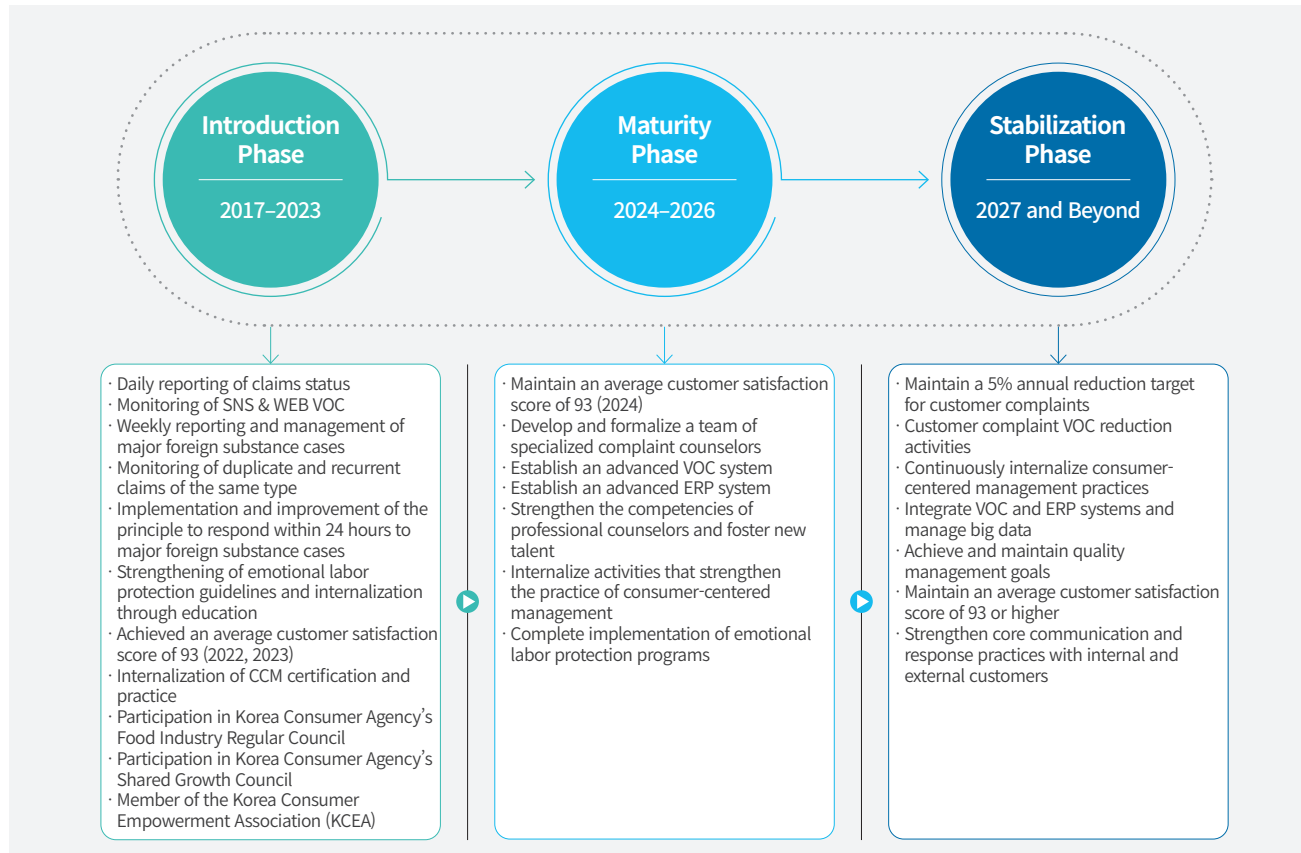 Introduction
Phase
2017–2023
Maturity
Phase
2024–2026
Stabilization
Phase
2027 and Beyond
· Daily reporting of claims status
· Monitoring of SNS & WEB VOC
· Weekly reporting and management of
major foreign substance cases
· Monitoring of duplicate and recurrent
claims of the same type
· Implementation and improvement of the
principle to respond within 24 hours to
major foreign substance cases
· Strengthening of emotional labor
protection guidelines and internalization
through education
· Achieved an average customer satisfaction
score of 93 (2022, 2023)
· Internalization of CCM certification and
practice
· Participation in Korea Consumer Agency’s
Food Industry Regular Council
· Participation in Korea Consumer Agency’s
Shared Growth Council
· Member of the Korea Consumer
Empowerment Association (KCEA)
· Maintain an average customer satisfaction
score of 93 (2024)
· Develop and formalize a team of
specialized complaint counselors
· Establish an advanced VOC system
· Establish an advanced ERP system
· Strengthen the competencies of
professional counselors and foster new
talent
· Internalize activities that strengthen
the practice of consumer-centered
management
· Complete implementation of emotional
labor protection programs
· Maintain a 5% annual reduction target
for customer complaints
· Customer complaint VOC reduction
activities
· Continuously internalize consumer-
centered management practices
· Integrate VOC and ERP systems and
manage big data
· Achieve and maintain quality
management goals
· Maintain an average customer satisfaction
score of 93 or higher
· Strengthen core communication and
response practices with internal and
external customers